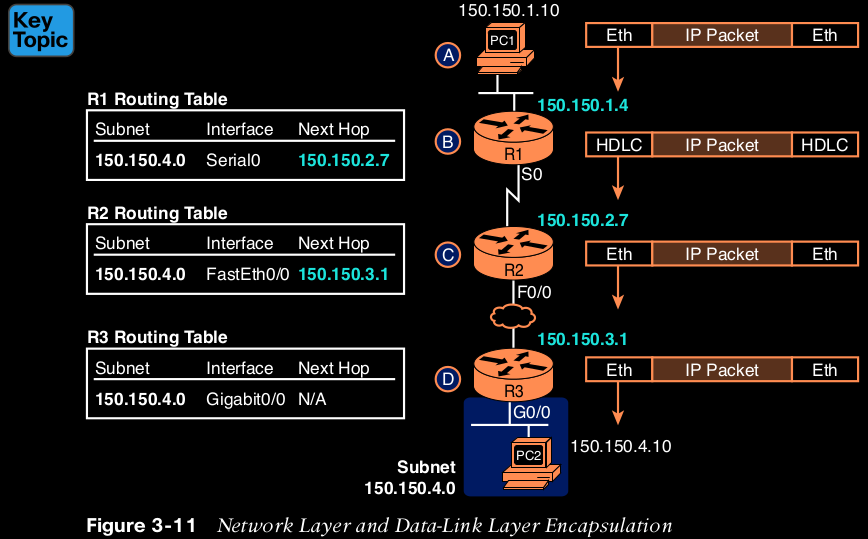 Key
Topic
150.150.1.10
PC1
A
Eth IP Packet Eth
150.150.1.4
R1 Routing Table
Subnet Interface Next Hop
150.150.4.0 Serial0 150.150.2.7
B
R1
S0
HDLC IP Packet HDLC
150.150.2.7
R2 Routing Table
Subnet Interface Next Hop
150.150.4.0 FastEth0/0 150.150.3.1
C
R2
F0/0
Eth IP Packet Eth
150.150.3.1
R3 Routing Table
Subnet Interface Next Hop
150.150.4.0 Gigabit0/0 N/A
D
R3
G0/0
Eth IP Packet Eth
150.150.4.10
PC2
Subnet
150.150.4.0
Figure 3-11 Network Layer and Data-Link Layer Encapsulation